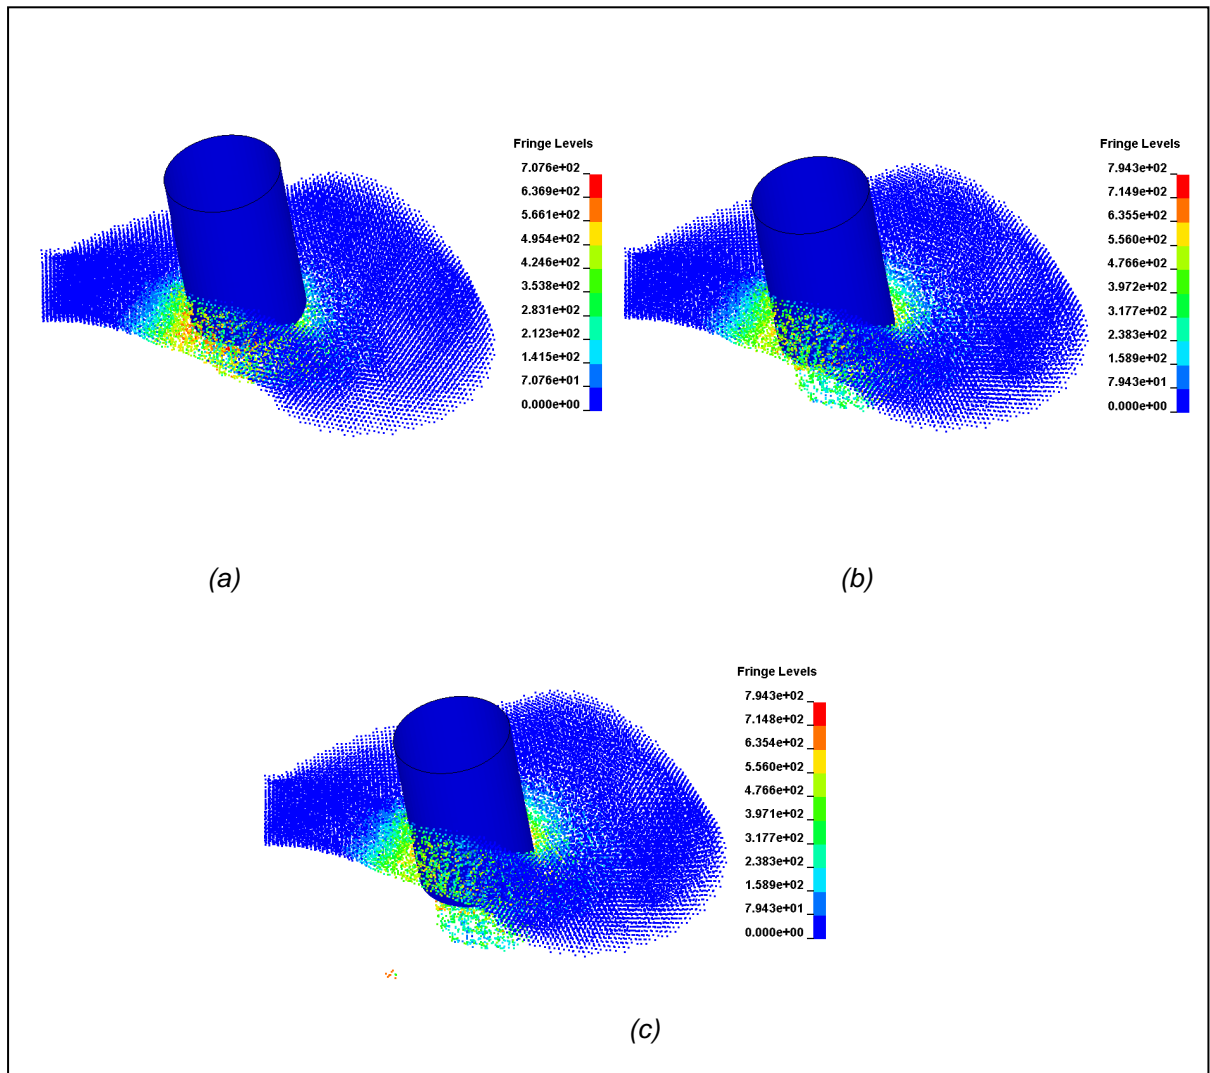 Fringe Levels
7.076e+02
6.369e+02
5.661e+02
4.954e+02
4.246e+02
3.538e+02
2.831e+02
2.123e+02
1.415e+02
7.076e+01
0.000e+00
(a)
Fringe Levels
7.943e+02
7.149e+02
6.355e+02
5.560e+02
4.766e+02
3.972e+02
3.177e+02
2.383e+02
1.589e+02
7.943e+01
0.000e+00
(b)
Fringe Levels
7.943e+02
7.148e+02
6.354e+02
5.560e+02
4.766e+02
3.971e+02
3.177e+02
2.383e+02
1.589e+02
7.943e+01
0.000e+00
(c)